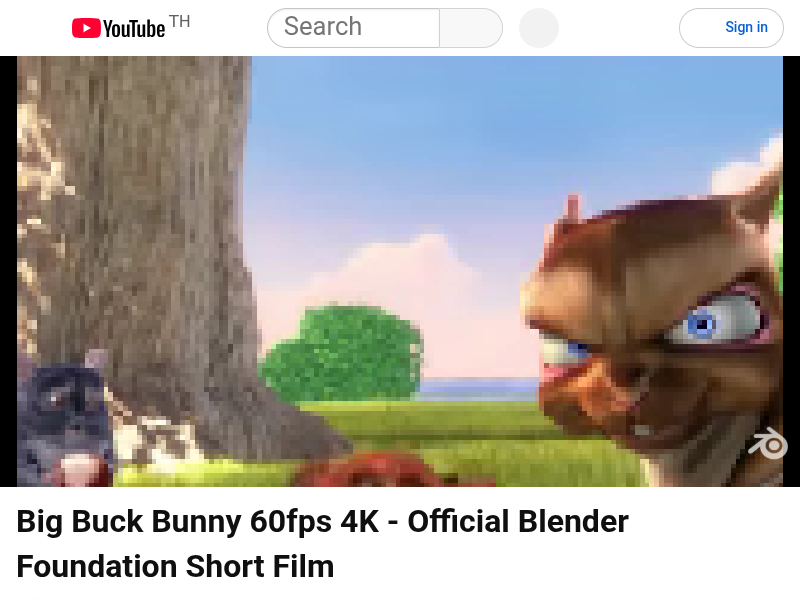 YouTube TH
Search
Sign in
Big Buck Bunny 60fps 4K - Official Blender
Foundation Short Film